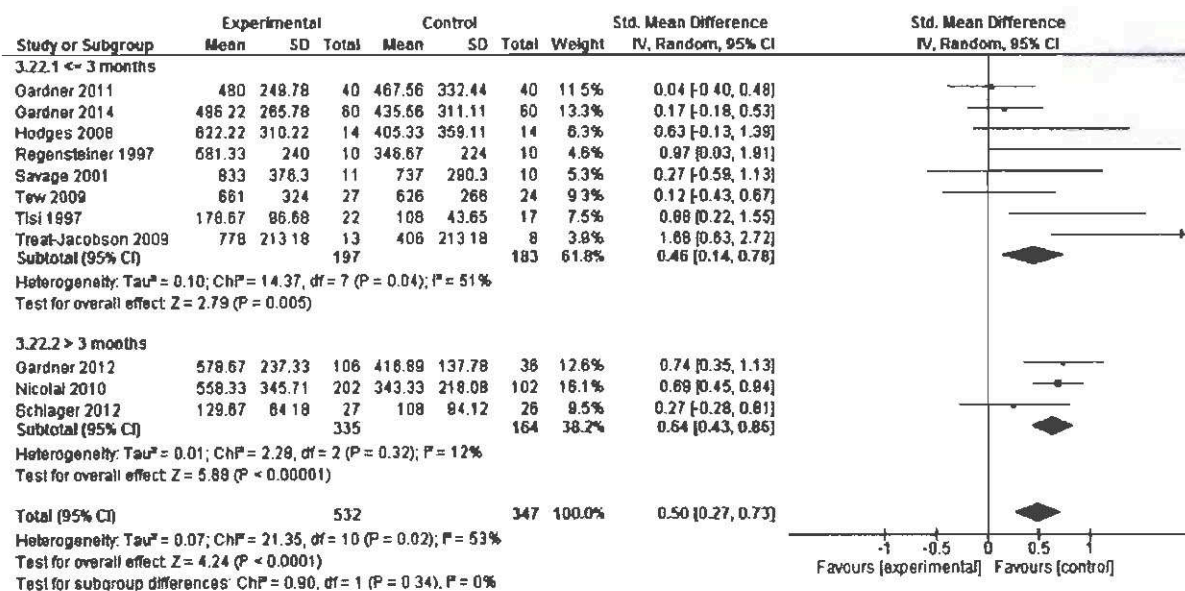 Experimental Control Std. Mean Difference Std. Mean Difference
Study or Subgroup Mean SD Total Mean SD Total Weight IV, Random, 95% CI IV, Random, 95% CI
3.22.1 <= 3 months
Gardner 2011 480 249.78 40 467.56 332.44 40 11.5% 0.04 [-0.40, 0.48]
Gardner 2014 486.22 265.78 60 435.56 311.11 60 13.3% 0.17 [-0.18, 0.53]
Hodges 2008 622.22 310.22 14 405.33 359.11 14 6.3% 0.63 [-0.13, 1.39]
Regensteiner 1997 581.33 240 10 346.67 224 10 4.6% 0.97 [0.03, 1.91]
Savage 2001 833 378.3 11 737 290.3 10 5.3% 0.27 [-0.59, 1.13]
Tew 2009 661 324 27 626 266 24 9.3% 0.12 [-0.43, 0.67]
Tisi 1997 178.67 96.68 22 108 43.65 17 7.5% 0.88 [0.22, 1.55]
Treat-Jacobson 2009 778 213.18 13 406 213.18 8 3.9% 1.68 [0.63, 2.72]
Subtotal (95% CI) 197 183 61.8% 0.46 [0.14, 0.78]
Heterogeneity: Tau² = 0.10; Chi² = 14.37, df = 7 (P = 0.04); I² = 51%
Test for overall effect: Z = 2.79 (P = 0.005)
3.22.2 > 3 months
Gardner 2012 578.67 237.33 106 416.89 137.78 36 12.6% 0.74 [0.35, 1.13]
Nicolai 2010 558.33 345.71 202 343.33 218.08 102 16.1% 0.69 [0.45, 0.94]
Schlager 2012 129.67 64.18 27 108 94.12 26 9.5% 0.27 [-0.28, 0.81]
Subtotal (95% CI) 335 164 38.2% 0.64 [0.43, 0.86]
Heterogeneity: Tau² = 0.01; Chi² = 2.28, df = 2 (P = 0.32); I² = 12%
Test for overall effect: Z = 5.88 (P < 0.00001)
Total (95% CI) 532 347 100.0% 0.50 [0.27, 0.73]
Heterogeneity: Tau² = 0.07; Chi² = 21.35, df = 10 (P = 0.02); I² = 53%
Test for overall effect: Z = 4.24 (P < 0.0001)
Test for subgroup differences: Chi² = 0.90, df = 1 (P = 0.34), I² = 0%
-1 -0.5 0 0.5 1
Favours [experimental] Favours [control]